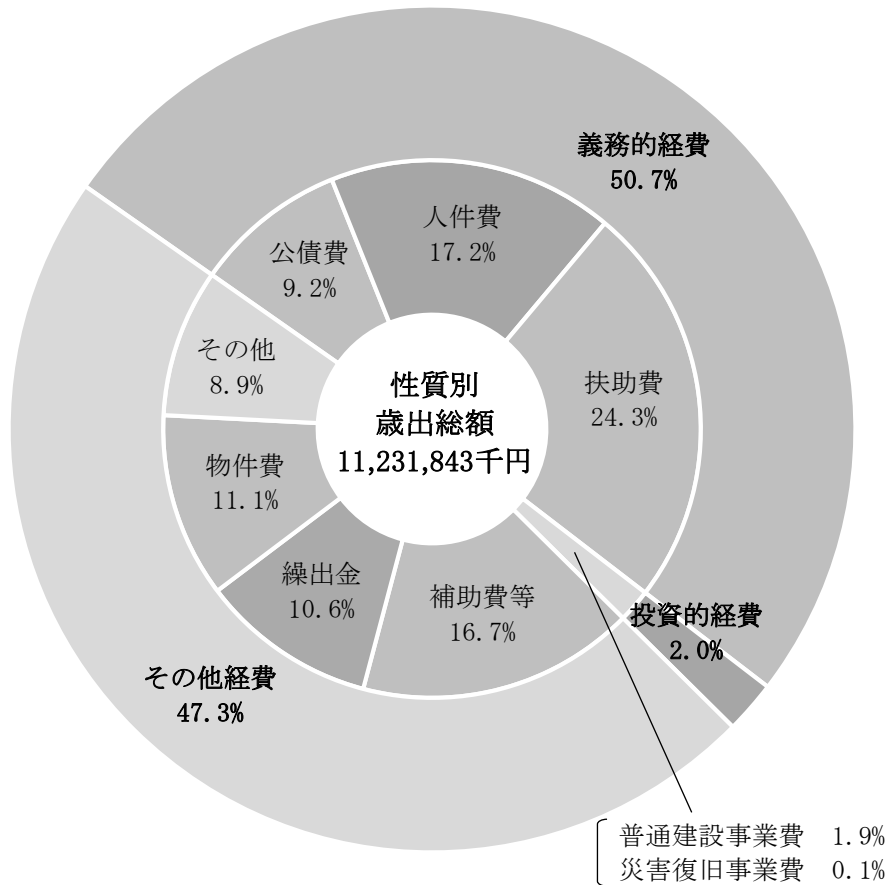 義務的経費
50.7%
人件費
17.2%
公債費
9.2%
その他
8.9%
性質別
歳出総額
11,231,843千円
扶助費
24.3%
物件費
11.1%
繰出金
10.6%
補助費等
16.7%
投資的経費
2.0%
その他経費
47.3%
普通建設事業費 1.9%
災害復旧事業費 0.1%